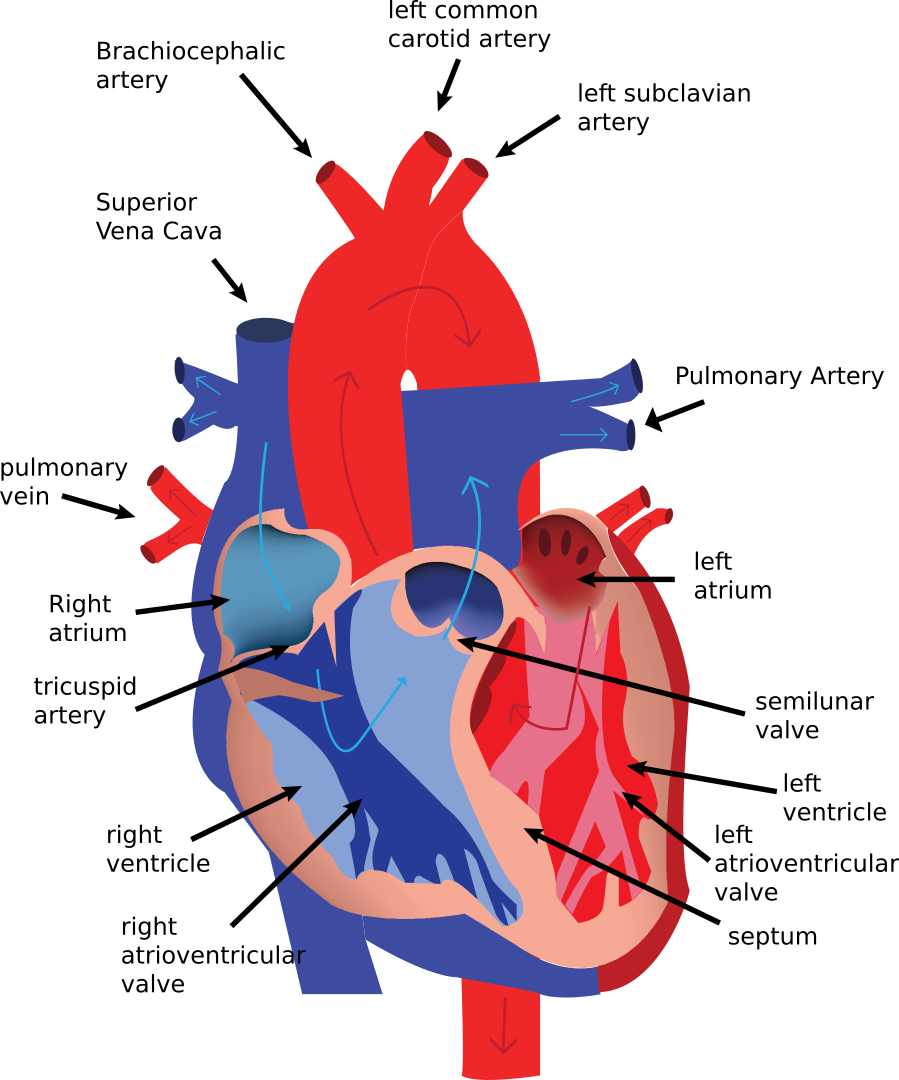 left common
carotid artery
Brachiocephalic
artery
left subclavian
artery
Superior
Vena Cava
Pulmonary Artery
pulmonary
vein
left
atrium
Right
atrium
tricuspid
artery
semilunar
valve
left
ventricle
right
ventricle
left
atrioventricular
valve
right
atrioventricular
valve
septum